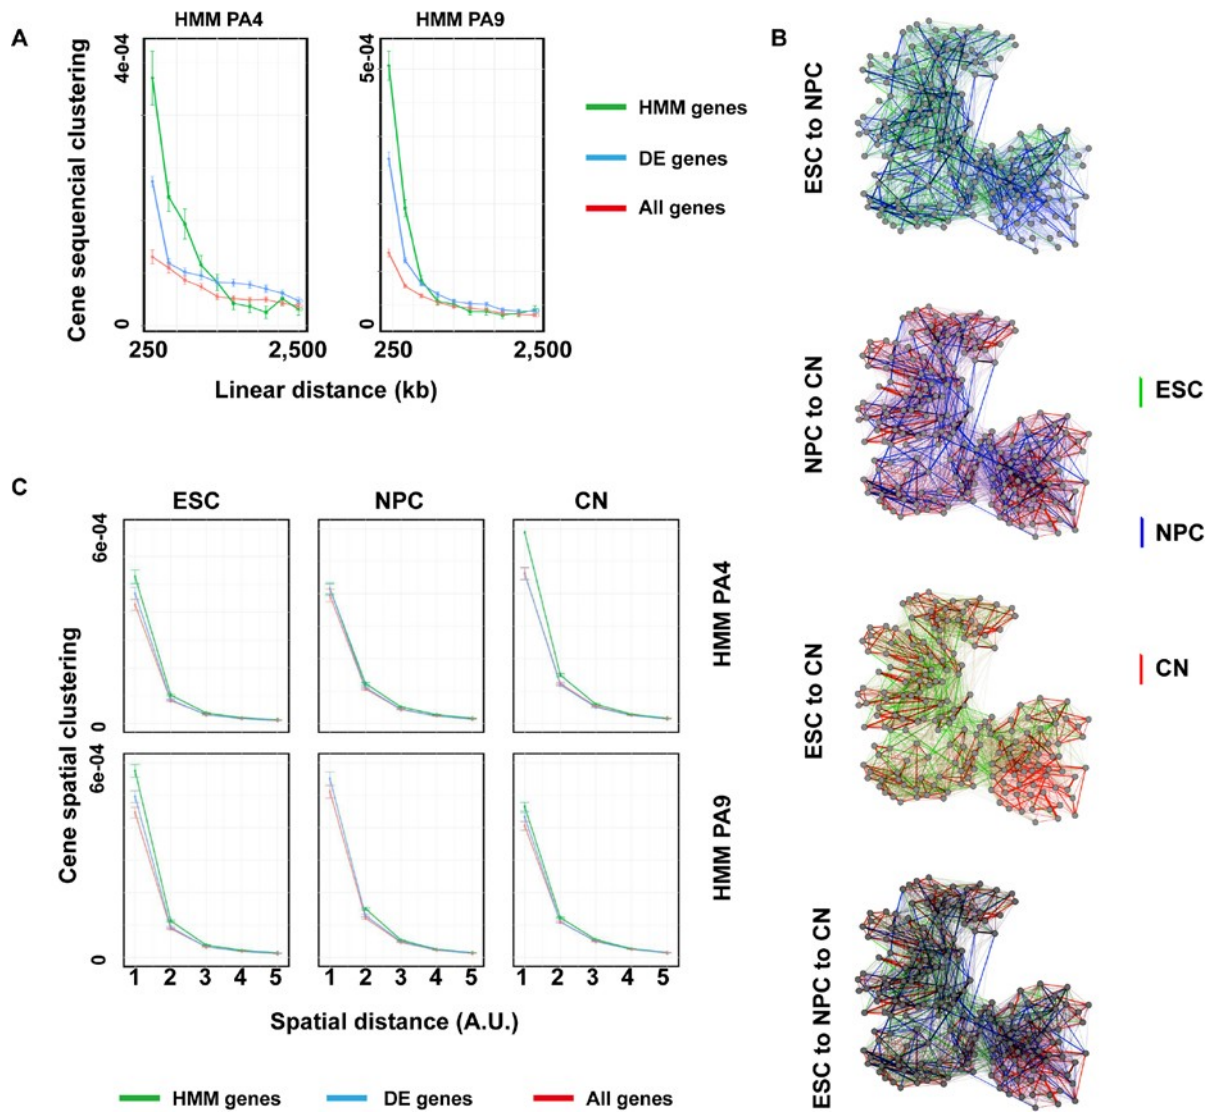 A
HMM PA4
HMM PA9
Cene sequencial clustering
4e-04
0
5e-04
0
250
2,500
250
2,500
Linear distance (kb)
HMM genes
DE genes
All genes
B
ESC to NPC
NPC to CN
ESC to CN
ESC to NPC to CN
ESC
NPC
CN
C
ESC
NPC
CN
Cene spatial clustering
6e-04
0
6e-04
0
HMM PA4
HMM PA9
1 2 3 4 5
1 2 3 4 5
1 2 3 4 5
Spatial distance (A.U.)
HMM genes
DE genes
All genes